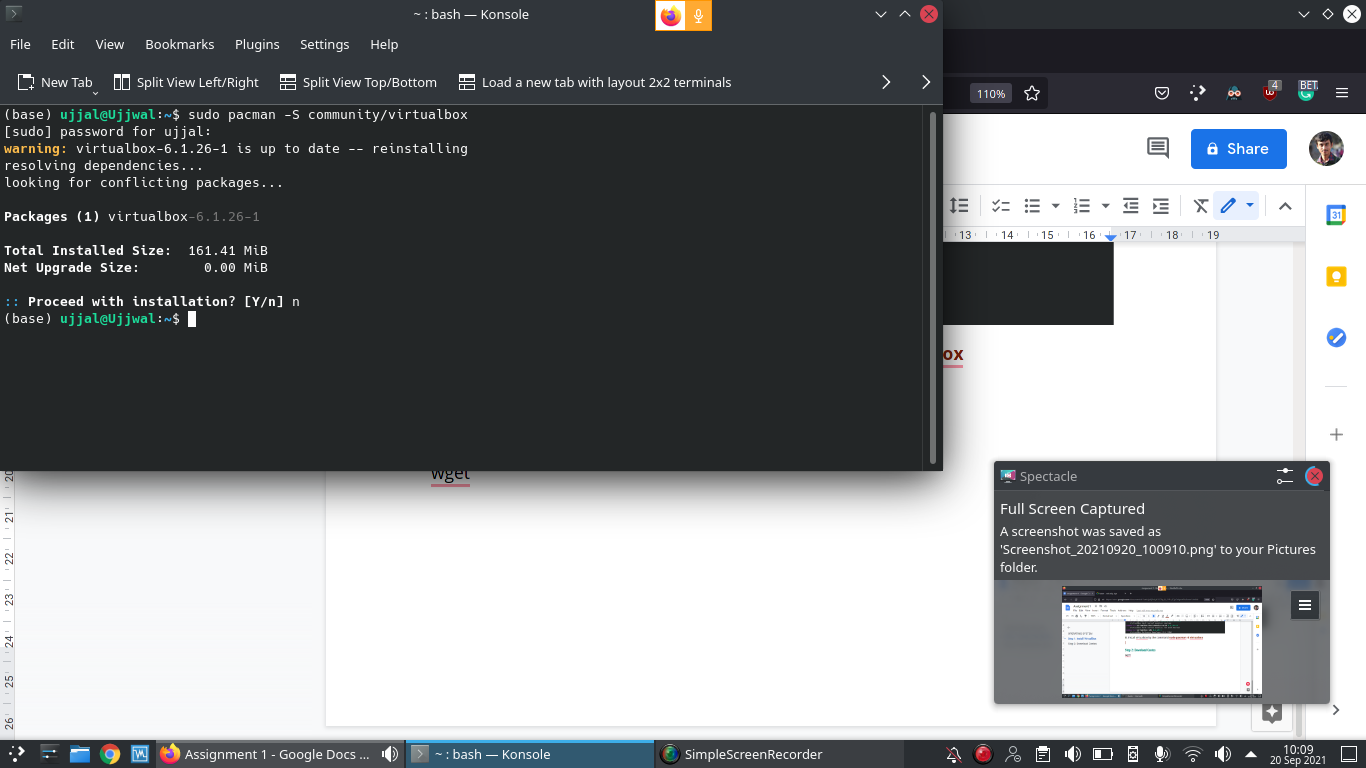 ~ : bash — Konsole
File Edit View Bookmarks Plugins Settings Help
New Tab Split View Left/Right Split View Top/Bottom Load a new tab with layout 2x2 terminals
(base) ujjal@Ujjwal:~$ sudo pacman -S community/virtualbox
[sudo] password for ujjal:
warning: virtualbox-6.1.26-1 is up to date -- reinstalling
resolving dependencies...
looking for conflicting packages...
Packages (1) virtualbox-6.1.26-1
Total Installed Size: 161.41 MiB
Net Upgrade Size: 0.00 MiB
:: Proceed with installation? [Y/n] n
(base) ujjal@Ujjwal:~$
110%
4
BET
Share
13 14 15 16 17 18 19
31
ox
wget
20
21
22
23
24
25
26
Spectacle
Full Screen Captured
A screenshot was saved as
'Screenshot_20210920_100910.png' to your Pictures
folder.
Assignment 1 - Google Docs ...
~ : bash — Konsole
SimpleScreenRecorder
10:09
20 Sep 2021